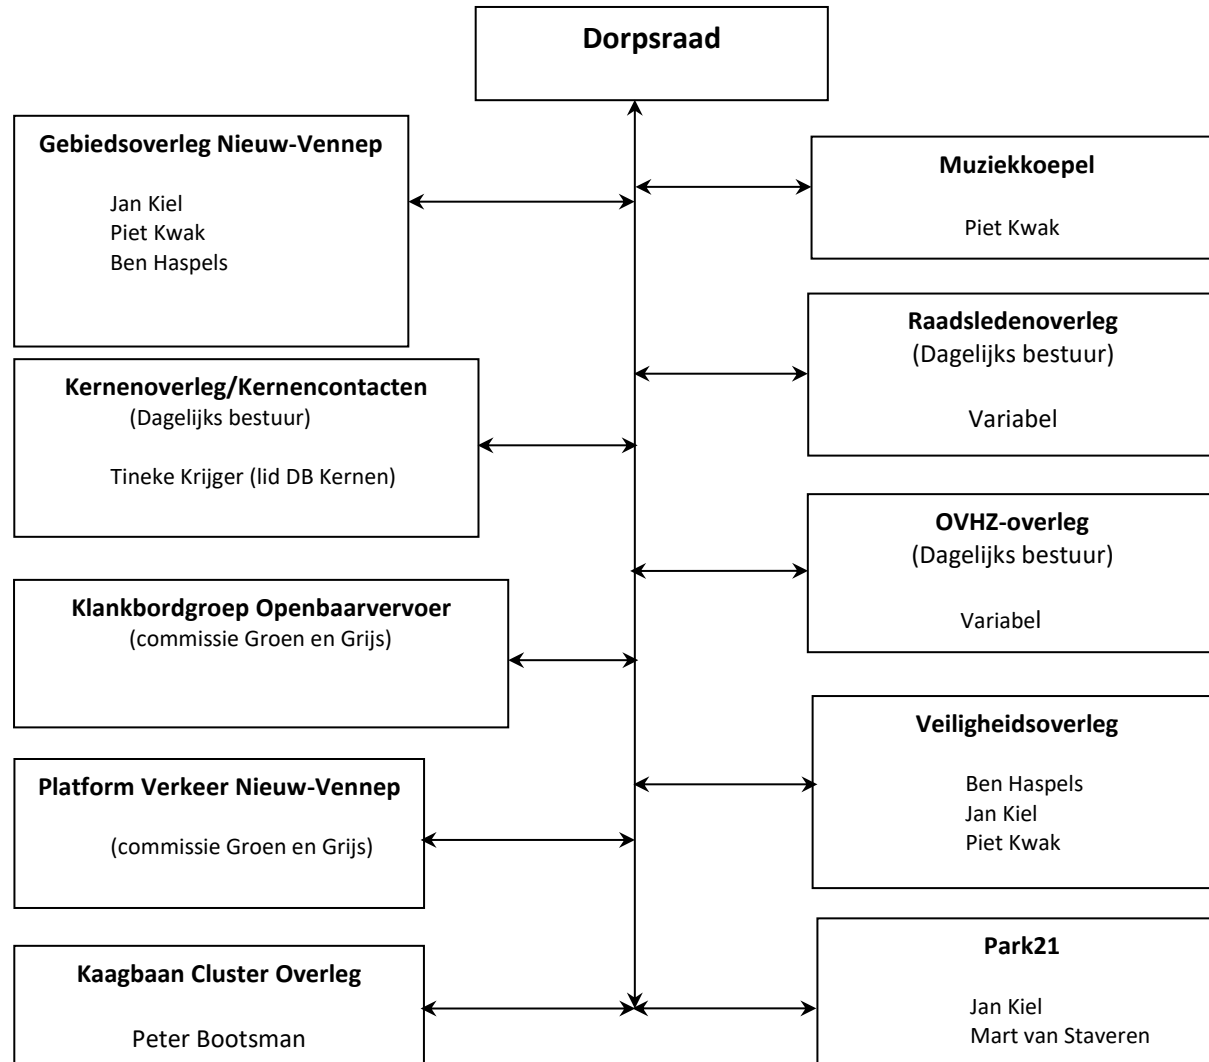 Dorpsraad
Gebiedsoverleg Nieuw-Vennep
Jan Kiel
Piet Kwak
Ben Haspels
Kernenoverleg/Kernencontacten
(Dagelijks bestuur)
Tineke Krijger (lid DB Kernen)
Klankbordgroep Openbaarvervoer
(commissie Groen en Grijs)
Platform Verkeer Nieuw-Vennep
(commissie Groen en Grijs)
Kaagbaan Cluster Overleg
Peter Bootsman
Muziekkoepel
Piet Kwak
Raadsledenoverleg
(Dagelijks bestuur)
Variabel
OVHZ-overleg
(Dagelijks bestuur)
Variabel
Veiligheidsoverleg
Ben Haspels
Jan Kiel
Piet Kwak
Park21
Jan Kiel
Mart van Staveren